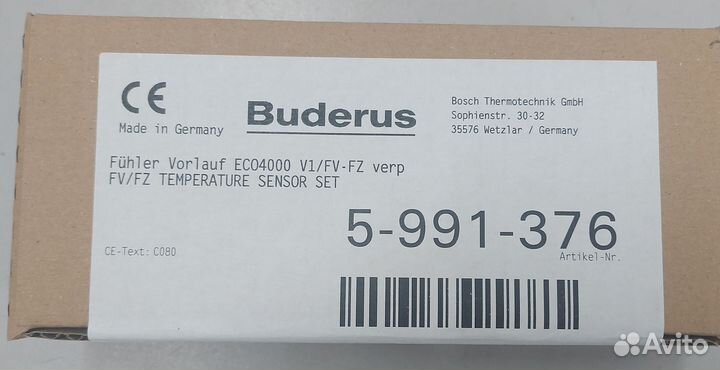 CE
Made in Germany
Buderus
Bosch Thermotechnik GmbH
Sophienstr. 30-32
35576 Wetzlar / Germany
Fühler Vorlauf ECO4000 V1/FV-FZ verp
FV/FZ TEMPERATURE SENSOR SET
5-991-376
Artikel-Nr.
CE-Text: C080
Avito